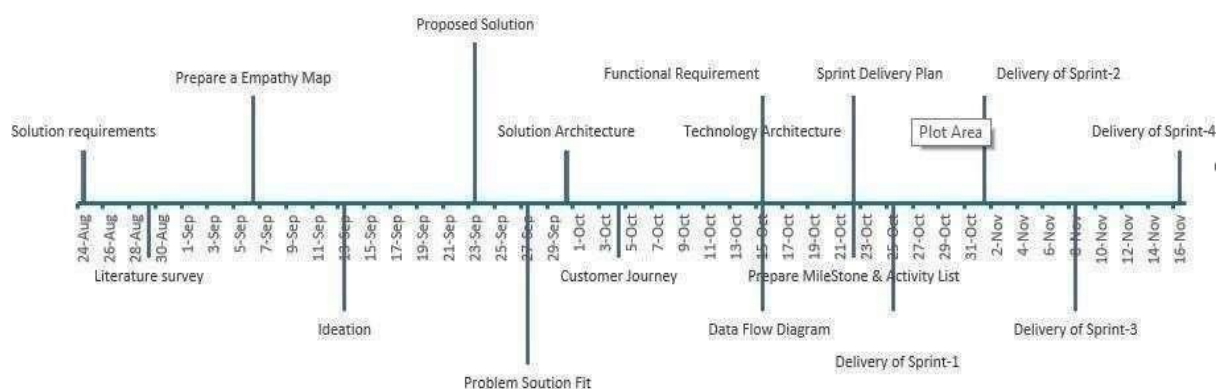 Proposed Solution
Prepare a Empathy Map
Functional Requirement
Sprint Delivery Plan
Delivery of Sprint-2
Solution requirements
Solution Architecture
Technology Architecture
Plot Area
Delivery of Sprint-4
24-Aug
26-Aug
28-Aug
30-Aug
1-Sep
3-Sep
5-Sep
7-Sep
9-Sep
11-Sep
13-Sep
15-Sep
17-Sep
19-Sep
21-Sep
23-Sep
25-Sep
27-Sep
29-Sep
1-Oct
3-Oct
5-Oct
7-Oct
9-Oct
11-Oct
13-Oct
15-Oct
17-Oct
19-Oct
21-Oct
23-Oct
25-Oct
27-Oct
29-Oct
31-Oct
2-Nov
4-Nov
6-Nov
8-Nov
10-Nov
12-Nov
14-Nov
16-Nov
Literature survey
Customer Journey
Prepare MileStone & Activity List
Ideation
Data Flow Diagram
Delivery of Sprint-3
Delivery of Sprint-1
Problem Soution Fit